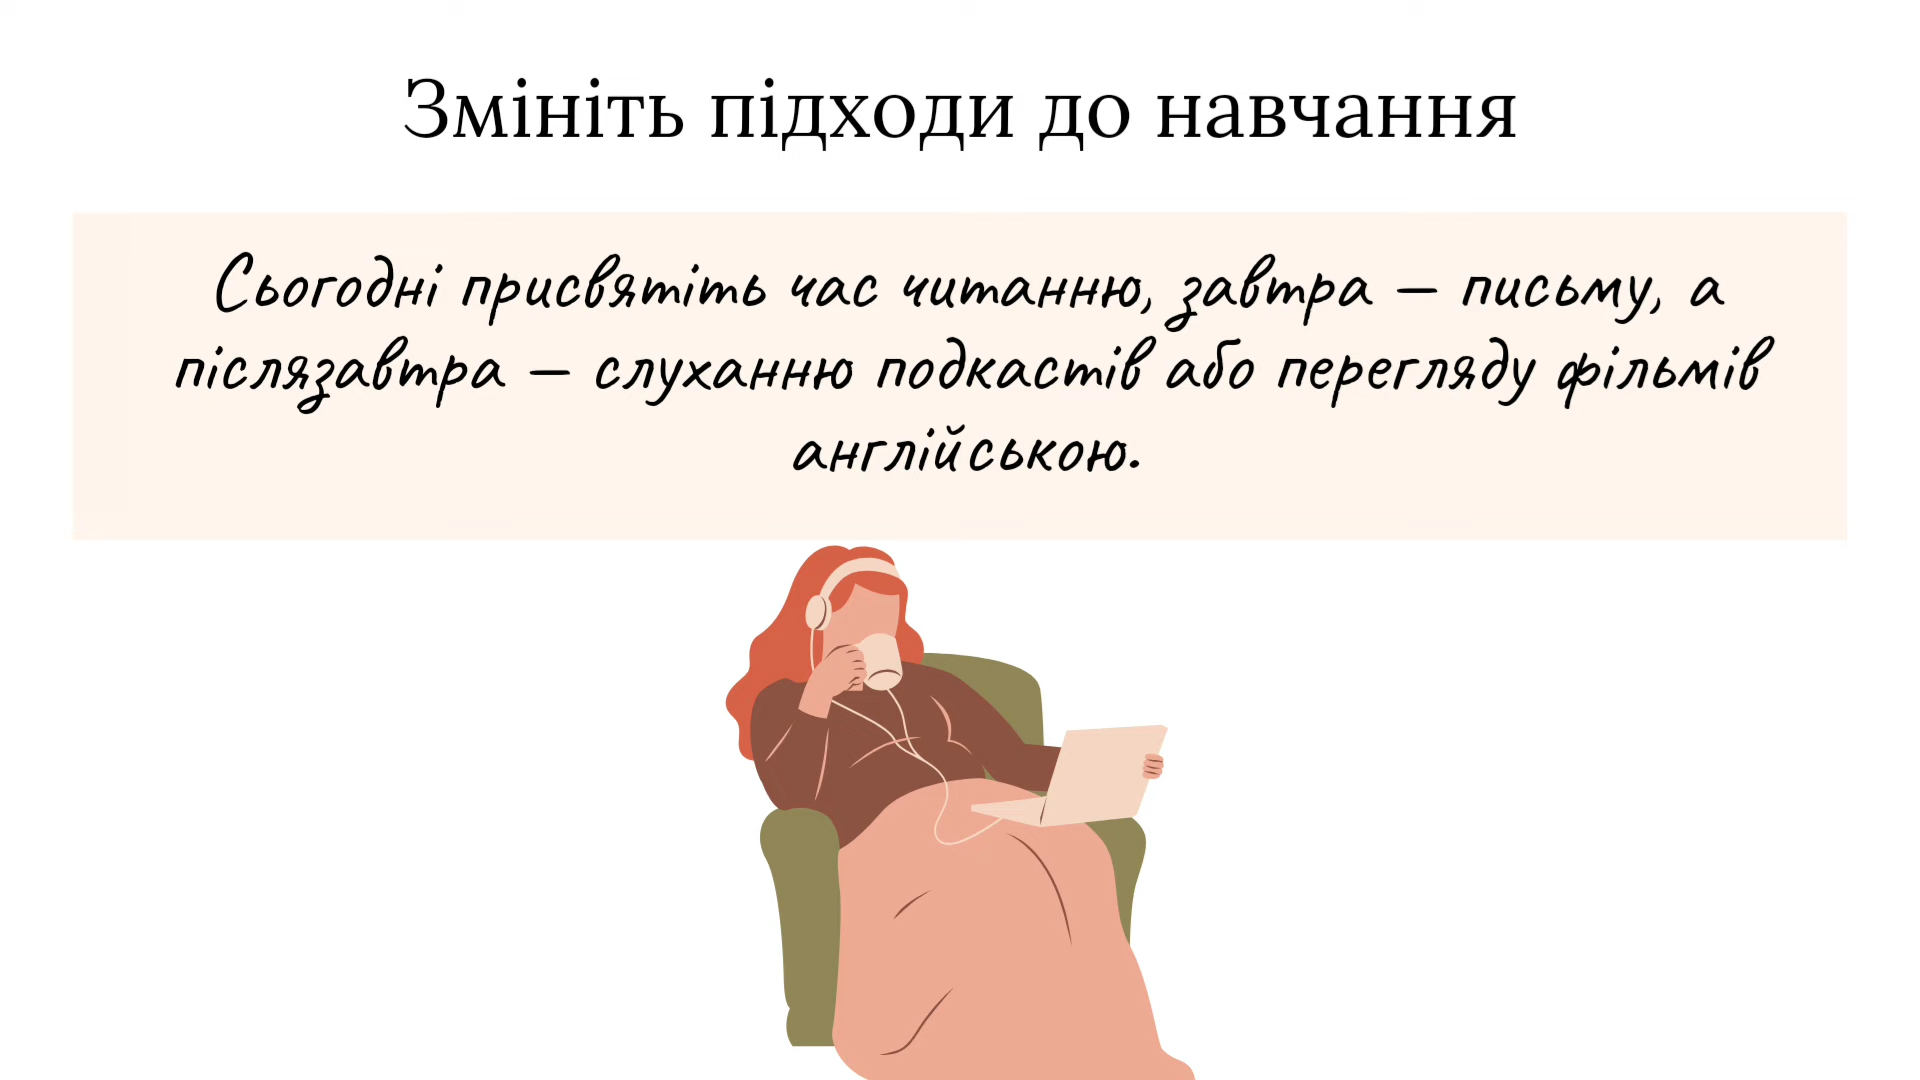 Змініть підходи до навчання
Сьогодні присвятіть час читанню, завтра — письму, а
післязавтра — слуханню подкастів або перегляду фільмів
англійською.